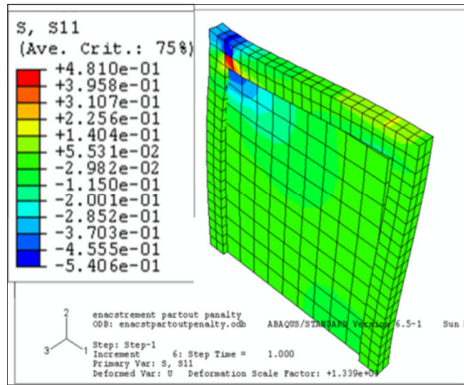 S, S11
(Ave. Crit.: 75%)
+4.810e-01
+3.958e-01
+3.107e-01
+2.256e-01
+1.404e-01
+5.531e-02
-2.982e-02
-1.150e-01
-2.001e-01
-2.852e-01
-3.703e-01
-4.555e-01
-5.406e-01
2
3
1
enacstrement partout panalty
ODB: enacstpartoutpenalty.odb ABAQUS/STANDARD Version 6.5-1 Sun
Step: Step-1
Increment 6: Step Time = 1.000
Primary Var: S, S11
Deformed Var: U Deformation Scale Factor: +1.339e+0